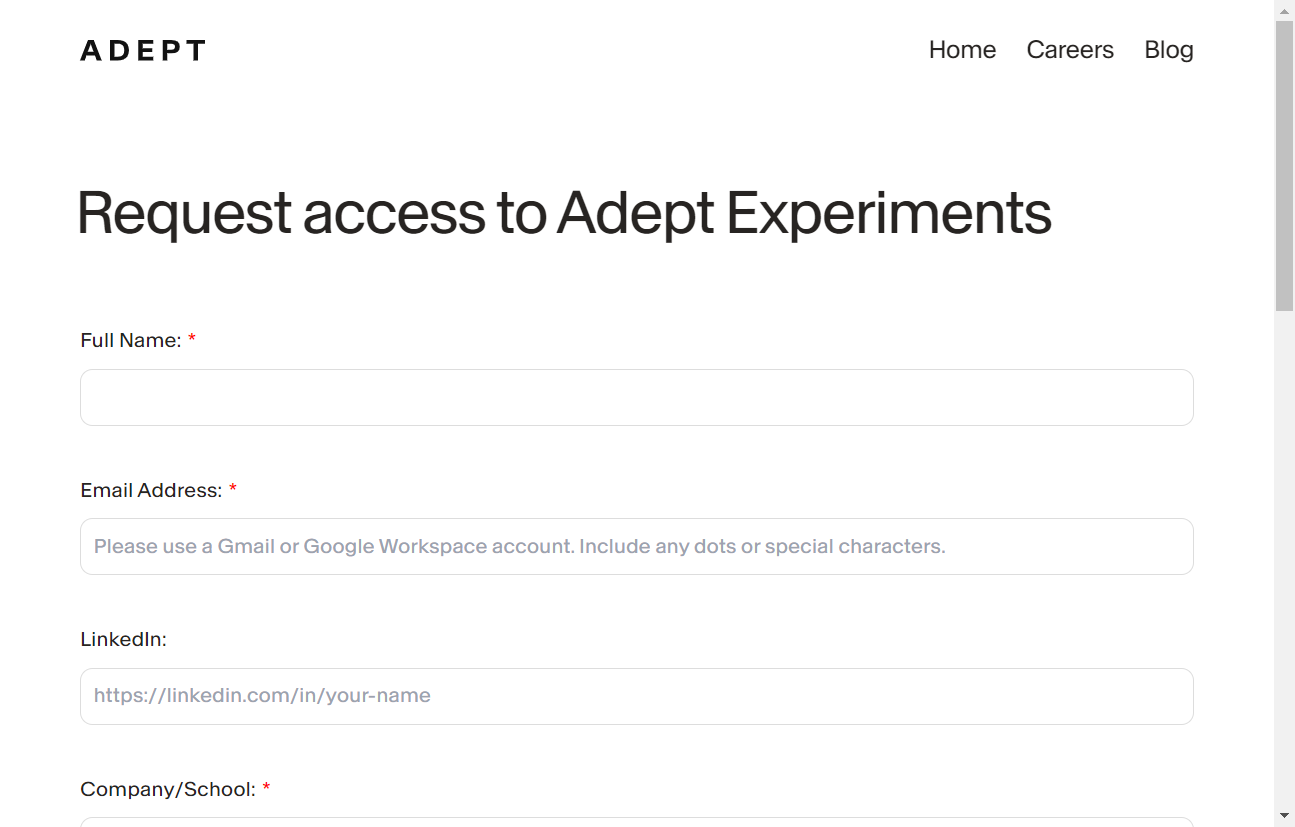 ADEPT
Home Careers Blog
Request access to Adept Experiments
Full Name: *
Email Address: *
Please use a Gmail or Google Workspace account. Include any dots or special characters.
LinkedIn:
https://linkedin.com/in/your-name
Company/School: *